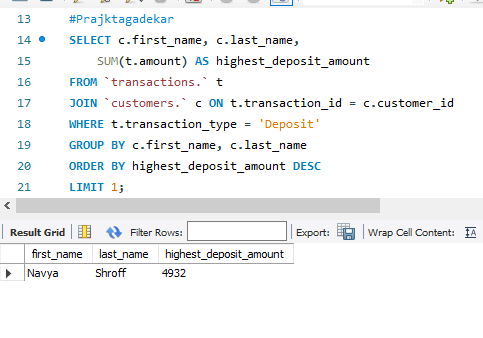 13 #Prajktagadekar
14 SELECT c.first_name, c.last_name,
15 SUM(t.amount) AS highest_deposit_amount
16 FROM `transactions.` t
17 JOIN `customers.` c ON t.transaction_id = c.customer_id
18 WHERE t.transaction_type = 'Deposit'
19 GROUP BY c.first_name, c.last_name
20 ORDER BY highest_deposit_amount DESC
21 LIMIT 1;
Result Grid Filter Rows: Export: Wrap Cell Content: IA
first_name last_name highest_deposit_amount
Navya Shroff 4932